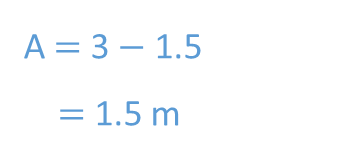 A = 3 – 1.5
= 1.5 m